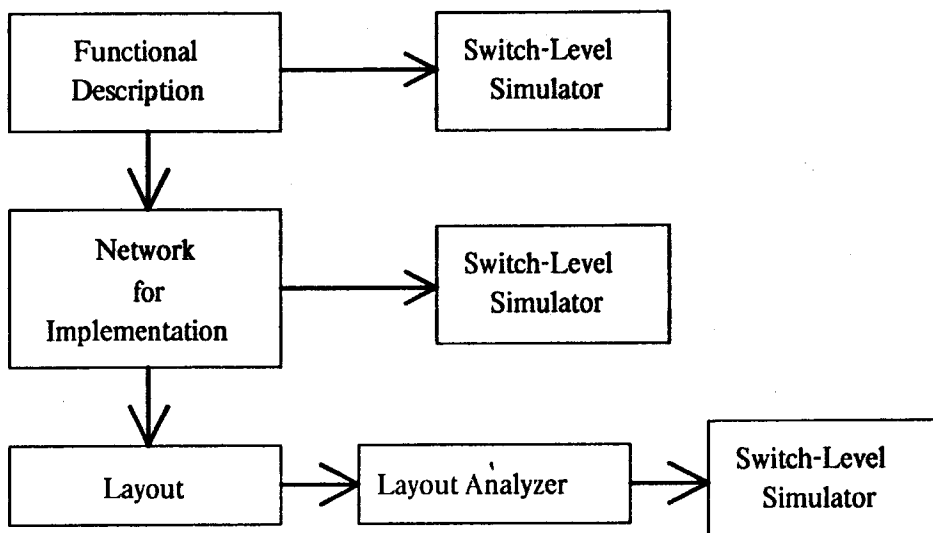 Functional
Description
Switch-Level
Simulator
Network
for
Implementation
Switch-Level
Simulator
Layout
Layout Analyzer
Switch-Level
Simulator